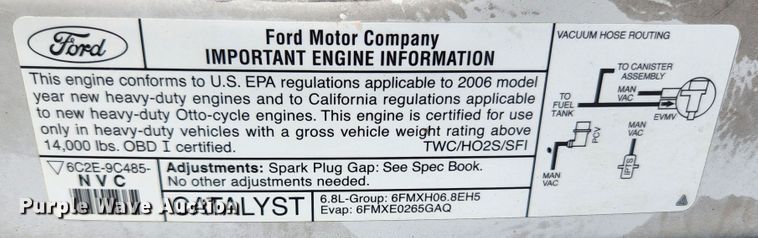 Ford
Ford Motor Company
IMPORTANT ENGINE INFORMATION
This engine conforms to U.S. EPA regulations applicable to 2006 model
year new heavy-duty engines and to California regulations applicable
to new heavy-duty Otto-cycle engines. This engine is certified for use
only in heavy-duty vehicles with a gross vehicle weight rating above
14,000 lbs. OBD I certified.
TWC/HO2S/SFI
6C2E-9C485-
NVC
Adjustments: Spark Plug Gap: See Spec Book.
No other adjustments needed.
CATALYST
6.8L-Group: 6FMXH06.8EH5
Evap: 6FMXE0265GAQ
VACUUM HOSE ROUTING
TO CANISTER
ASSEMBLY
MAN
VAC
TO
FUEL
TANK
EVMV
T
PCV
MAN
VAC
IPTS
MAN
VAC
Purple Wave Auction